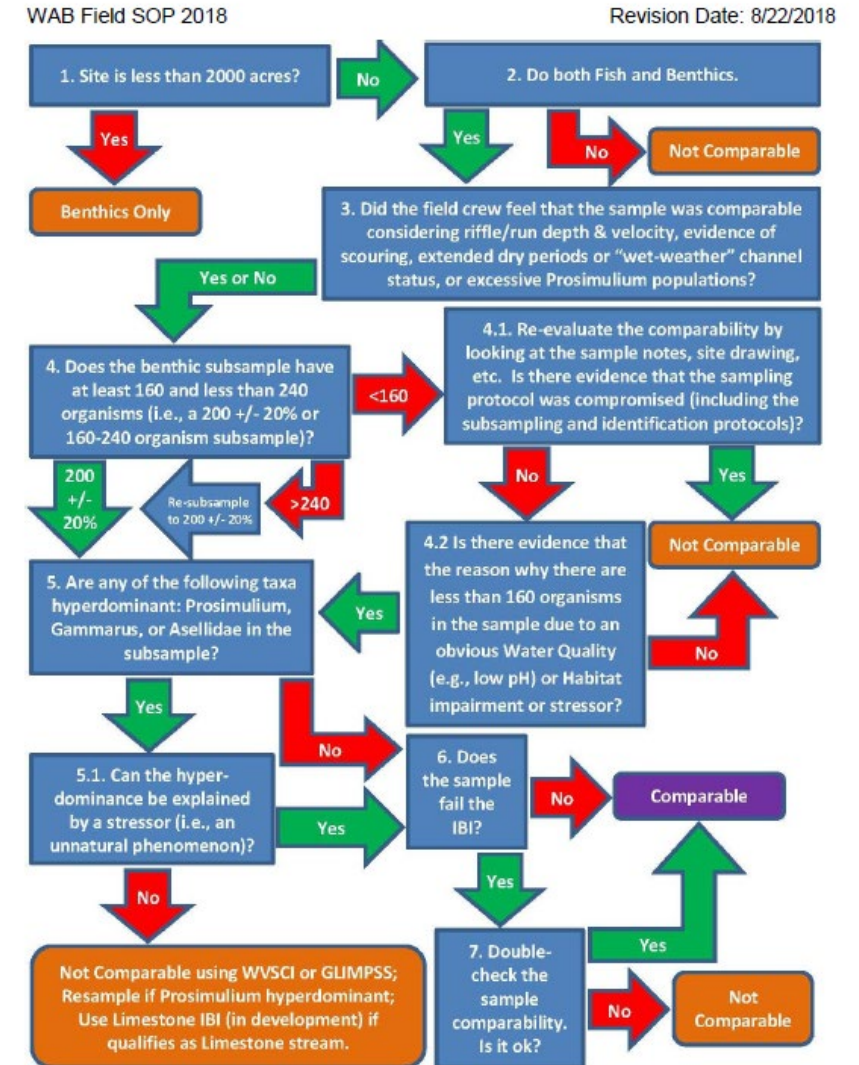 WAB Field SOP 2018
Revision Date: 8/22/2018
1. Site is less than 2000 acres?
No
2. Do both Fish and Benthics.
Yes
Yes
No
Not Comparable
Benthics Only
3. Did the field crew feel that the sample was comparable
considering riffle/run depth & velocity, evidence of
scouring, extended dry periods or “wet-weather” channel
status, or excessive Prosimulium populations?
Yes or No
4. Does the benthic subsample have
at least 160 and less than 240
organisms (i.e., a 200 +/- 20% or
160-240 organism subsample)?
<160
4.1. Re-evaluate the comparability by
looking at the sample notes, site drawing,
etc. Is there evidence that the sampling
protocol was compromised (including the
subsampling and identification protocols)?
200
+/-
20%
Re-subsample
to 200 +/- 20%
>240
No
Yes
Not Comparable
4.2 Is there evidence that
the reason why there are
less than 160 organisms
in the sample due to an
obvious Water Quality
(e.g., low pH) or Habitat
impairment or stressor?
No
Yes
5. Are any of the following taxa
hyperdominant: Prosimulium,
Gammarus, or Asellidae in the
subsample?
Yes
No
5.1. Can the hyper-
dominance be explained
by a stressor (i.e., an
unnatural phenomenon)?
Yes
6. Does
the sample
fail the
IBI?
No
Comparable
No
Yes
Not Comparable using WVSCI or GLIMPSS;
Resample if Prosimulium hyperdominant;
Use Limestone IBI (in development) if
qualifies as Limestone stream.
7. Double-
check the
sample
comparability.
Is it ok?
Yes
No
Not
Comparable